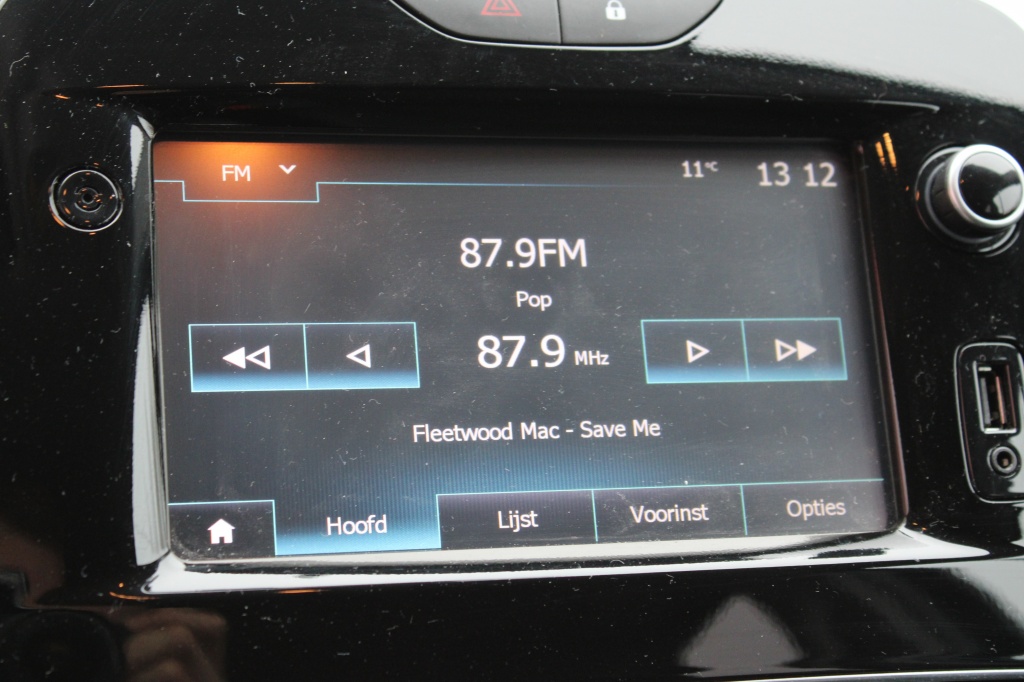 FM 11°C 13 12
87.9FM
Pop
87.9 MHz
Fleetwood Mac - Save Me
Hoofd Lijst Voorinst Opties